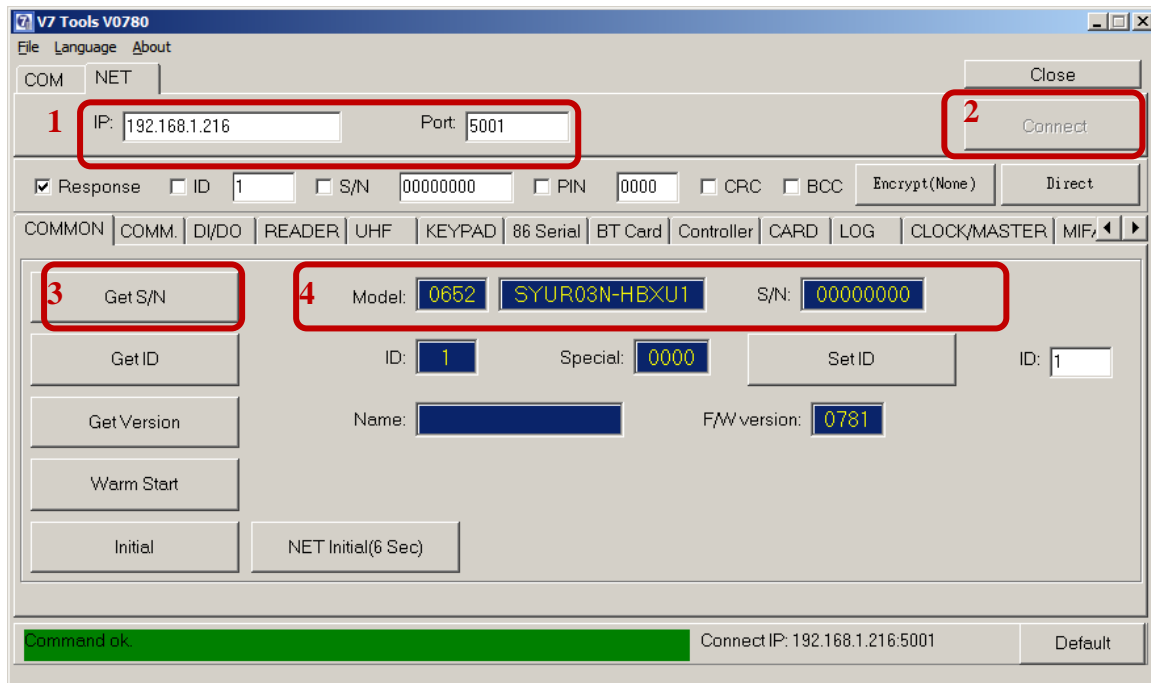 V7 Tools V0780
File Language About
COM NET Close
1 IP: 192.168.1.216 Port: 5001 2 Connect
Response ID 1 S/N 00000000 PIN 0000 CRC BCC Encrypt(None) Direct
COMMON COMM. DI/DO READER UHF KEYPAD 86 Serial BT Card Controller CARD LOG CLOCK/MASTER
3 Get S/N 4 Model: 0652 SYUR03N-HBXU1 S/N: 00000000
Get ID ID: 1 Special: 0000 Set ID ID: 1
Get Version Name: F/W version: 0781
Warm Start
Initial NET Initial(6 Sec)
Command ok. Connect IP: 192.168.1.216:5001 Default